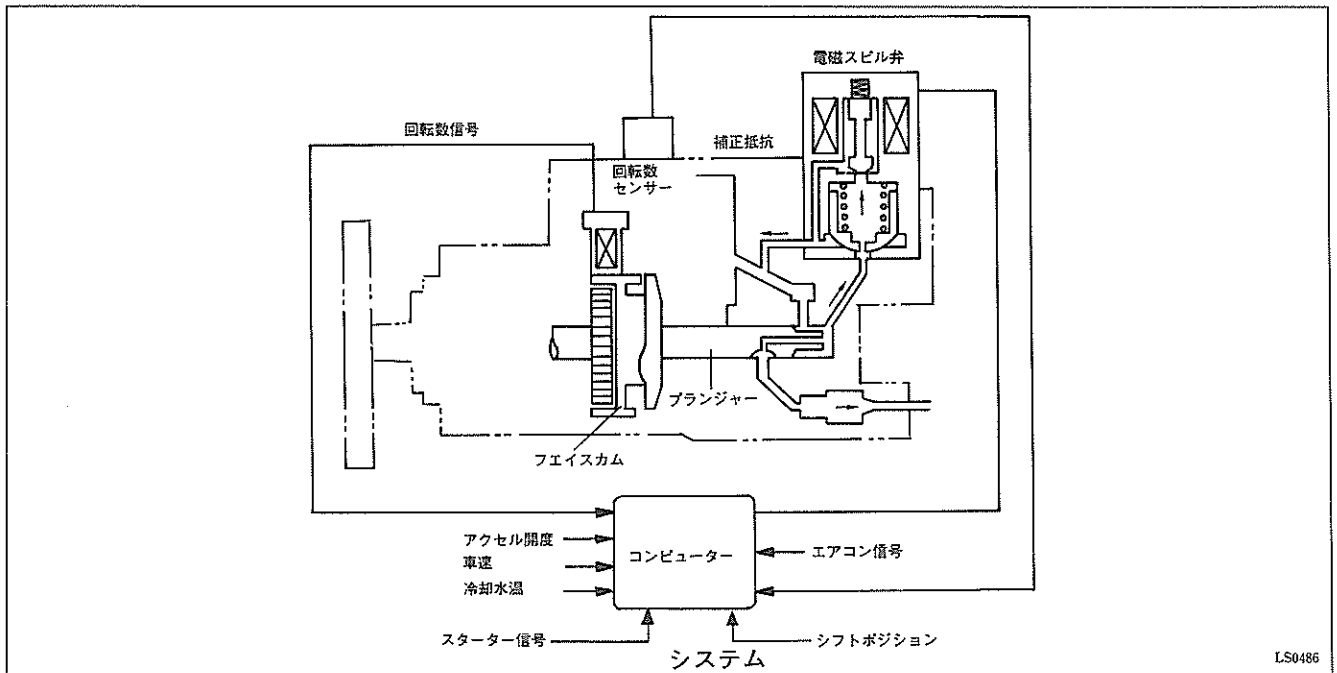 電磁スピル弁
回転数信号
補正抵抗
回転数
センサー
プランジャー
フエイスカム
アクセル開度
車速
冷却水温
コンピューター
エアコン信号
スターター信号
シフトポジション
システム
LS0486